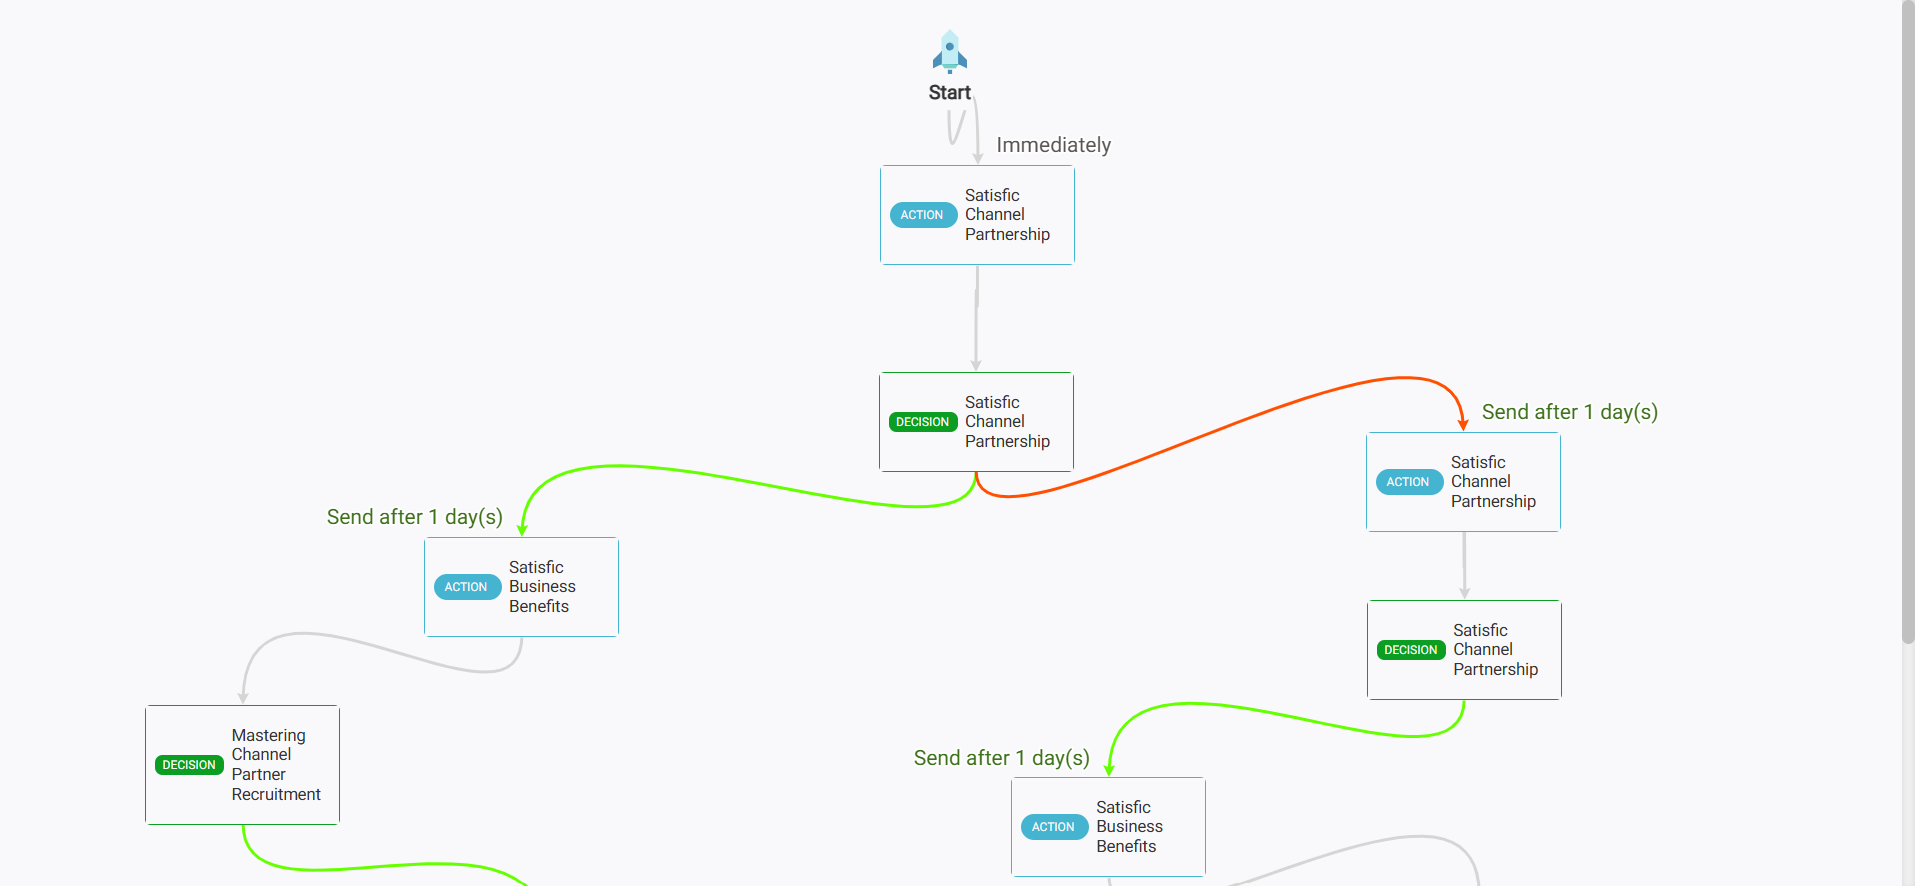 Start
Immediately
ACTION
Satisfic
Channel
Partnership
DECISION
Satisfic
Channel
Partnership
Send after 1 day(s)
ACTION
Satisfic
Channel
Partnership
Send after 1 day(s)
ACTION
Satisfic
Business
Benefits
DECISION
Satisfic
Channel
Partnership
DECISION
Mastering
Channel
Partner
Recruitment
Send after 1 day(s)
ACTION
Satisfic
Business
Benefits